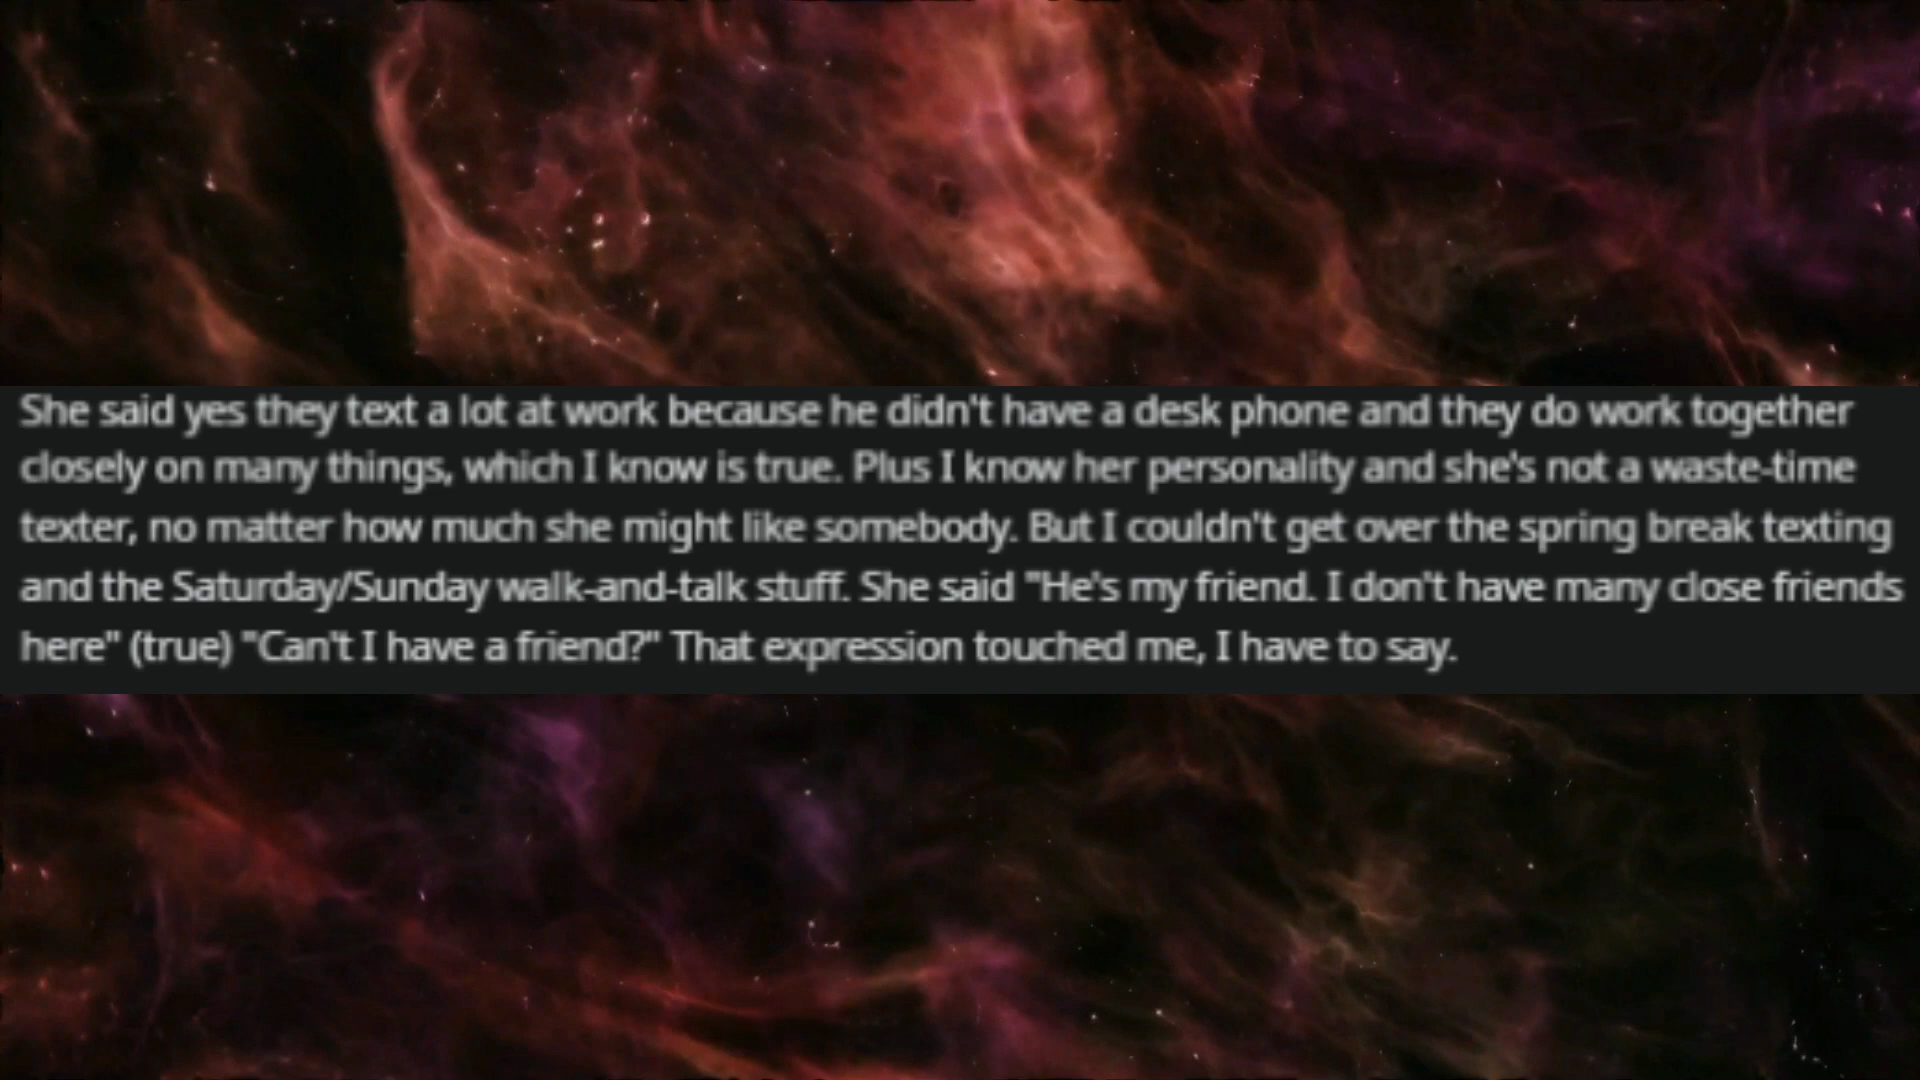 She said yes they text a lot at work because he didn't have a desk phone and they do work together
closely on many things, which I know is true. Plus I know her personality and she's not a waste-time
texter, no matter how much she might like somebody. But I couldn't get over the spring break texting
and the Saturday/Sunday walk-and-talk stuff. She said "He's my friend. I don't have many close friends
here" (true) "Can't I have a friend?" That expression touched me, I have to say.